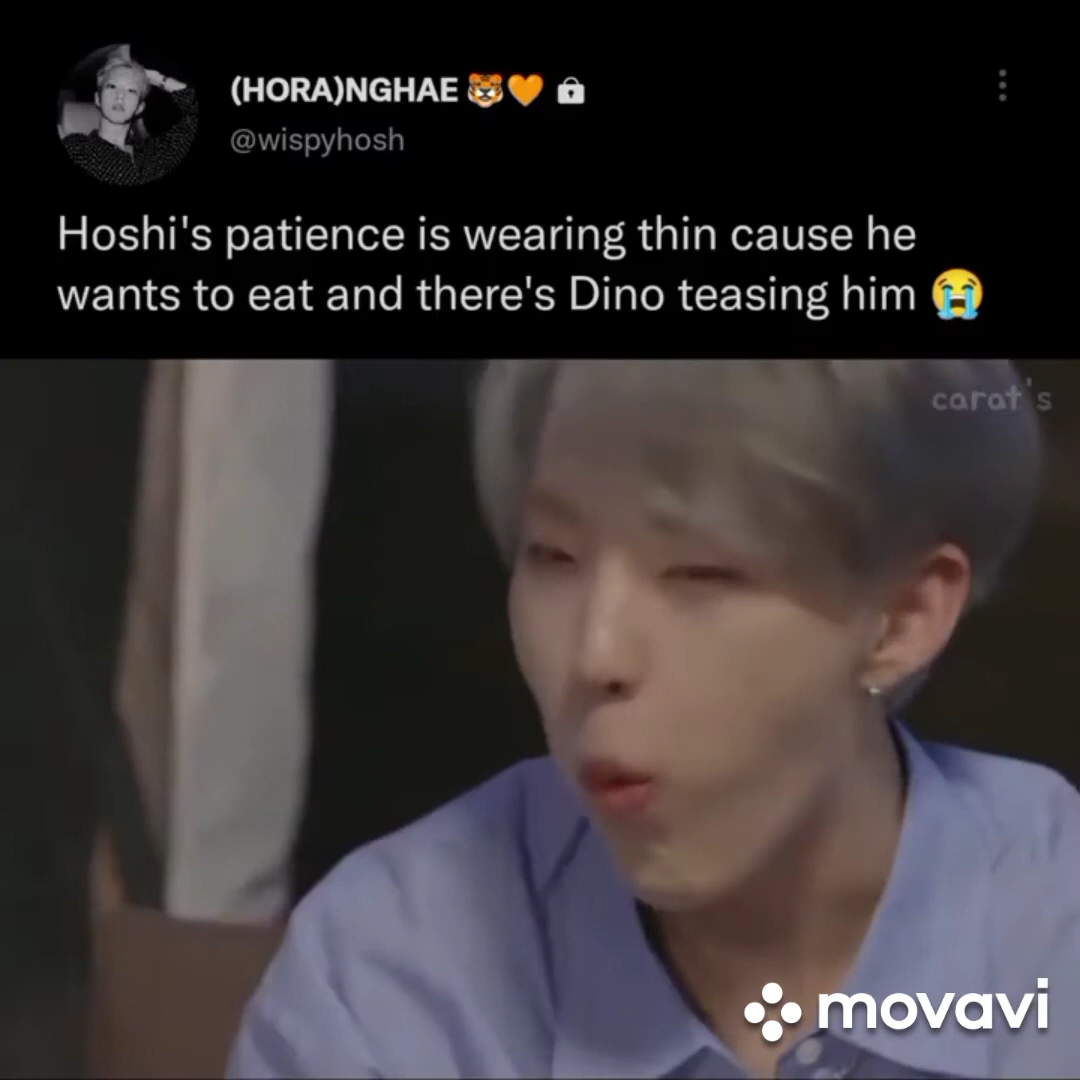 (HORA)NGHAE 🐯🧡 🔒
@wispyhosh
Hoshi's patience is wearing thin cause he
wants to eat and there's Dino teasing him 😭
carat's
movavi